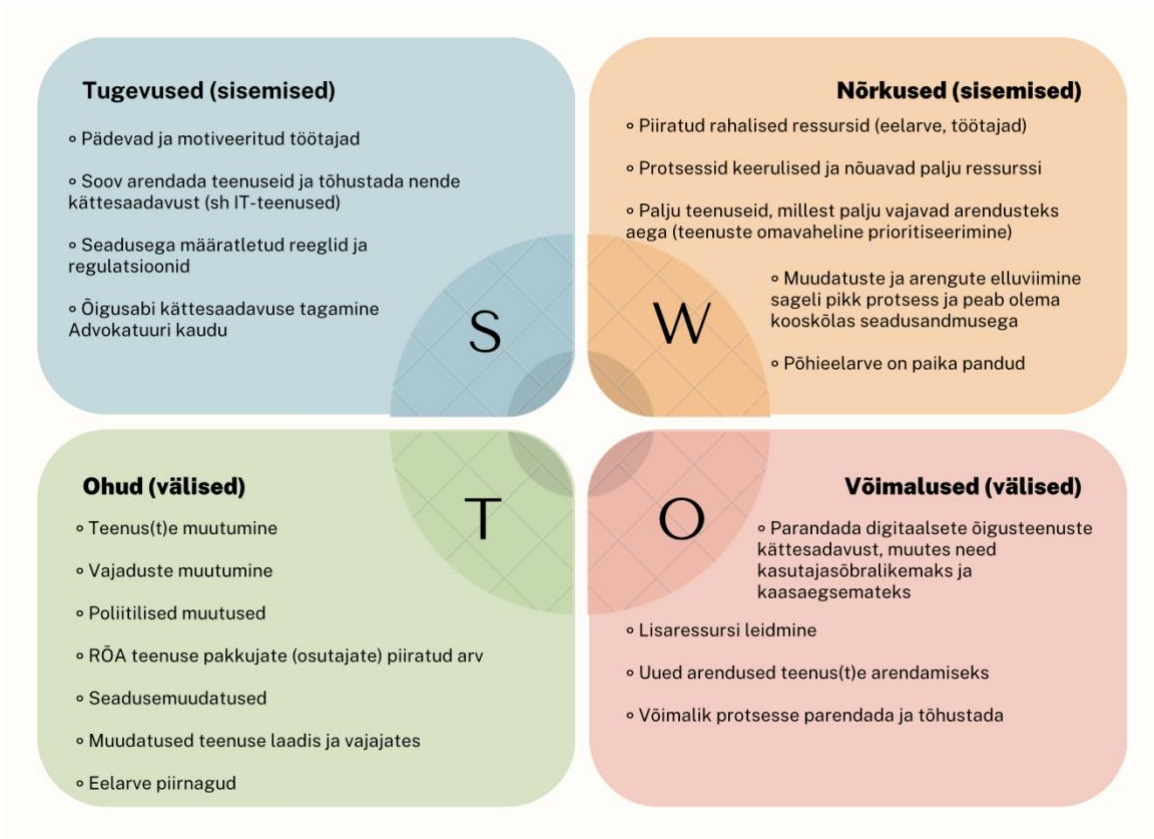 Tugevused (sisemised)
∘ Pädevad ja motiveeritud töötajad
∘ Soov arendada teenuseid ja tõhustada nende
kättesaadavust (sh IT-teenused)
∘ Seadusega määratletud reeglid ja
regulatsioonid
∘ Õigusabi kättesaadavuse tagamine
Advokatuuri kaudu
S
Nõrkused (sisemised)
∘ Piiratud rahalised ressursid (eelarve, töötajad)
∘ Protsessid keerulised ja nõuavad palju ressurssi
∘ Palju teenuseid, millest palju vajavad arendusteks
aega (teenuste omavaheline prioritiseerimine)
∘ Muudatuste ja arengute elluviimine
sageli pikk protsess ja peab olema
kooskõlas seadusandmusega
∘ Põhieelarve on paika pandud
W
Ohud (välised)
∘ Teenus(t)e muutumine
∘ Vajaduste muutumine
∘ Poliitilised muutused
∘ RÕA teenuse pakkujate (osutajate) piiratud arv
∘ Seadusemuudatused
∘ Muudatused teenuse laadis ja vajajates
∘ Eelarve piirnagud
T
Võimalused (välised)
∘ Parandada digitaalsete õigusteenuste
kättesadavust, muutes need
kasutajasõbralikemaks ja
kaasaegsemateks
∘ Lisaressursi leidmine
∘ Uued arendused teenus(t)e arendamiseks
∘ Võimalik protsesse parendada ja tõhustada
O